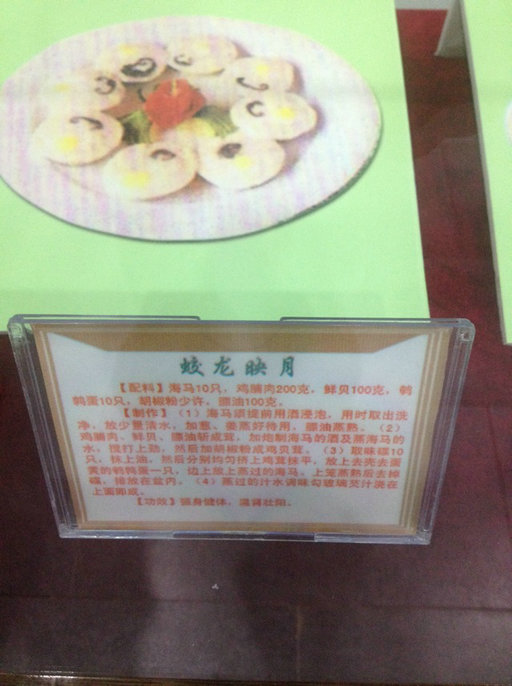 蛟龙映月
【配料】海马10只，鸡脯肉200克，鲜贝100克，鹌
鹑蛋10只，胡椒粉少许，膘油100克。
【制作】（1）海马须提前用酒浸泡，用时取出洗
净，放少量清水，加葱、姜蒸好待用，膘油蒸熟。（2）
鸡脯肉、鲜贝、膘油斩成茸，加炮制海马的酒及蒸海马的
水，搅打上劲，然后加胡椒粉成鸡贝茸。（3）取味碟10
只，抹上油，然后分别均匀挤上鸡茸抹平，放上去壳去蛋
黄的鹌鹑蛋一只，边上放上蒸过的海马。上笼蒸熟后去掉
碟，排放在盆内。（4）蒸过的汁水调味勾玻璃芡汁浇在
上面即成。
【功效】强身健体，温肾壮阳。